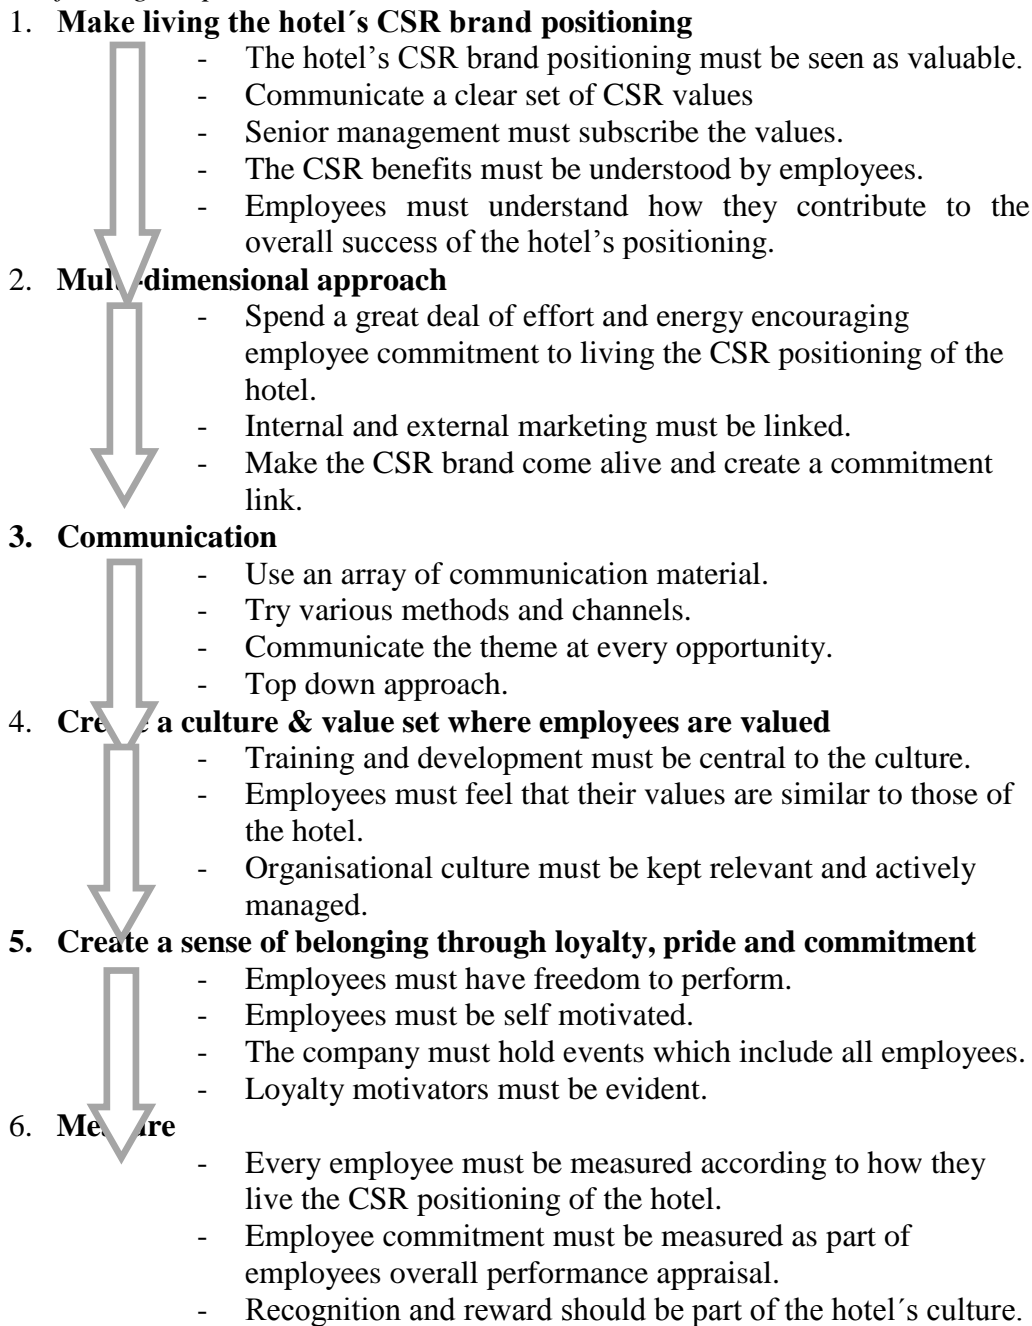 1. Make living the hotel´s CSR brand positioning
- The hotel’s CSR brand positioning must be seen as valuable.
- Communicate a clear set of CSR values
- Senior management must subscribe the values.
- The CSR benefits must be understood by employees.
- Employees must understand how they contribute to the
overall success of the hotel’s positioning.
2. -dimensional approach
- Spend a great deal of effort and energy encouraging
employee commitment to living the CSR positioning of the
hotel.
- Internal and external marketing must be linked.
- Make the CSR brand come alive and create a commitment
link.
3. Communication
- Use an array of communication material.
- Try various methods and channels.
- Communicate the theme at every opportunity.
- Top down approach.
4. a culture & value set where employees are valued
- Training and development must be central to the culture.
- Employees must feel that their values are similar to those of
the hotel.
- Organisational culture must be kept relevant and actively
managed.
5. Create a sense of belonging through loyalty, pride and commitment
- Employees must have freedom to perform.
- Employees must be self motivated.
- The company must hold events which include all employees.
- Loyalty motivators must be evident.
6.
- Every employee must be measured according to how they
live the CSR positioning of the hotel.
- Employee commitment must be measured as part of
employees overall performance appraisal.
- Recognition and reward should be part of the hotel´s culture.